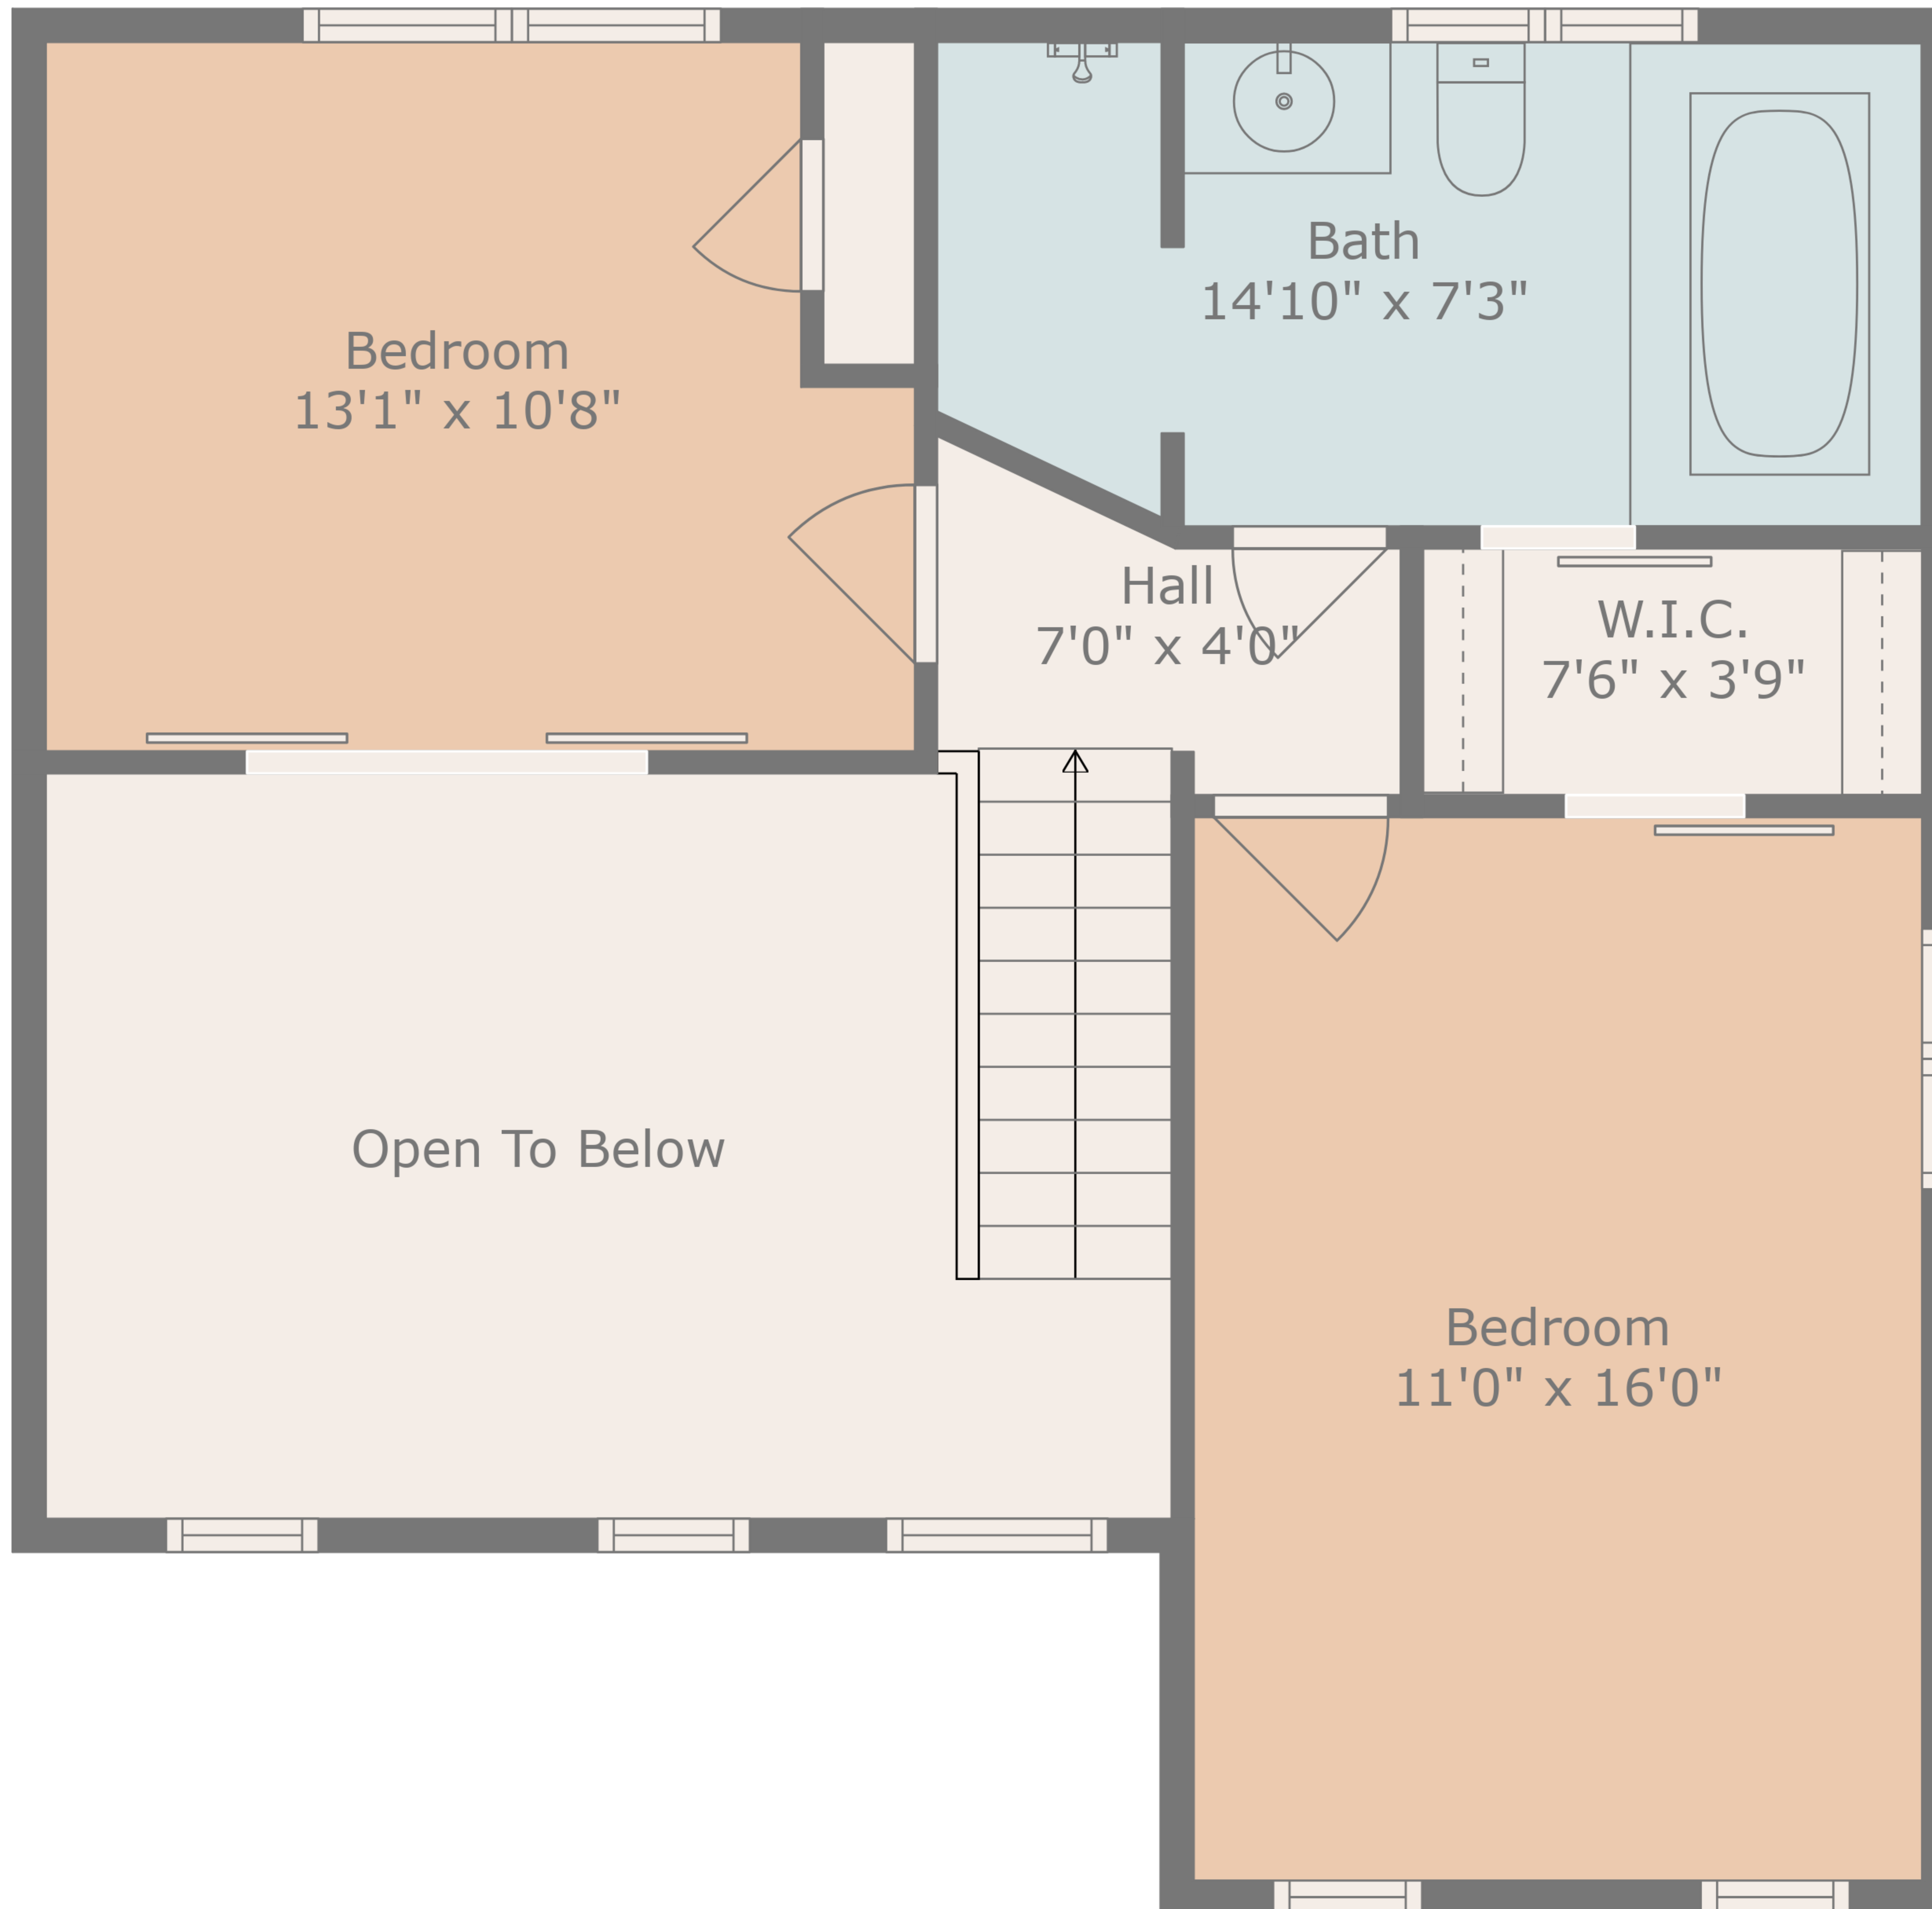 Bedroom
13'1" x 10'8"
Bath
14'10" x 7'3"
Hall
7'0" x 4'0"
W.I.C.
7'6" x 3'9"
Open To Below
Bedroom
11'0" x 16'0"